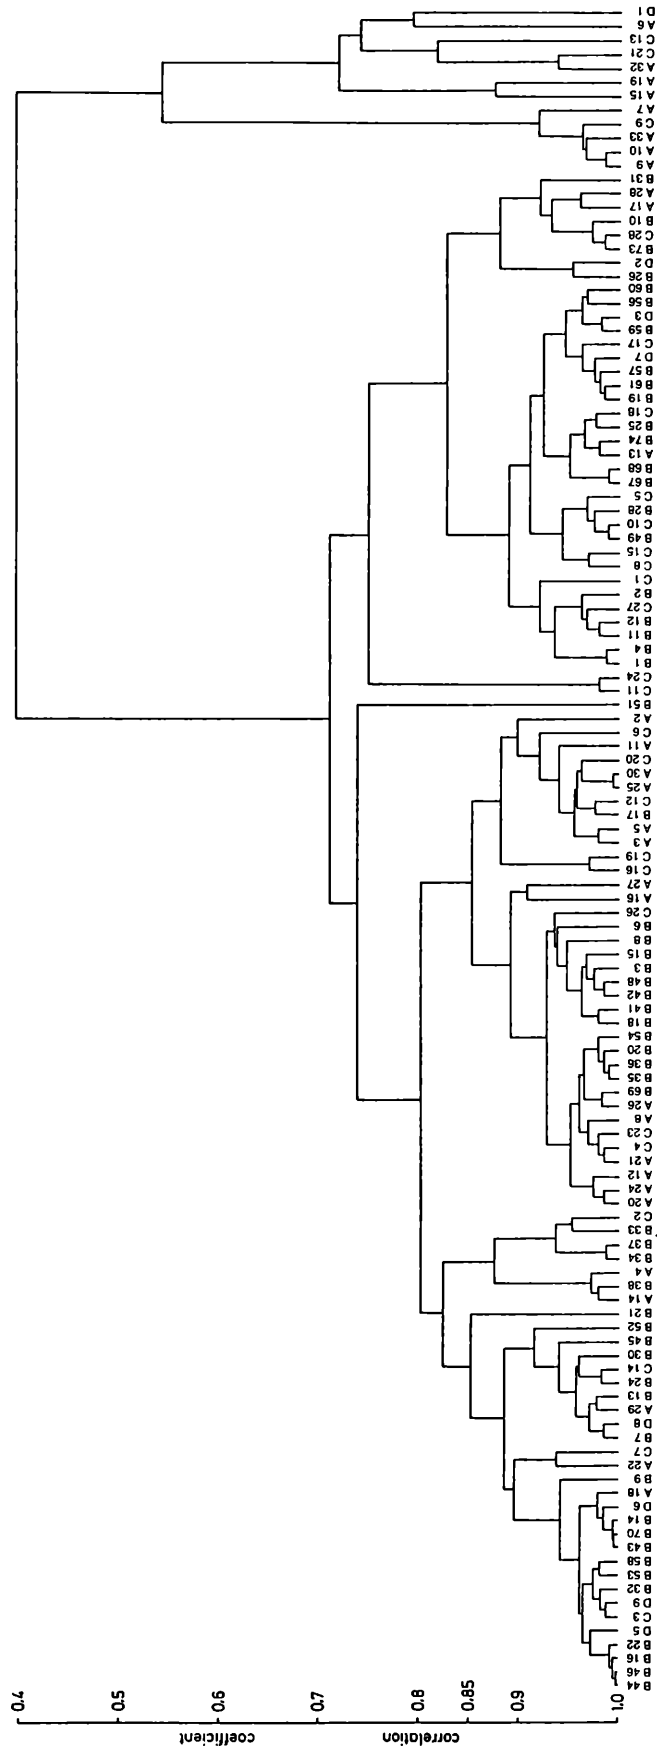 D 1
A 6
C 13
C 21
A 32
A 19
A 15
A 7
C 9
A 33
A 10
A 9
B 31
A 28
A 17
B 10
C 28
B 73
D 2
B 26
B 60
B 56
D 3
B 59
C 17
D 7
B 57
B 61
B 19
C 18
B 25
B 74
A 13
B 68
B 67
C 5
B 28
C 10
B 49
C 15
C 8
C 1
B 2
C 27
B 12
B 11
B 4
B 1
C 24
C 11
B 51
A 2
C 6
A 11
C 20
A 30
A 25
C 12
B 17
A 5
A 3
C 19
C 16
A 27
A 16
C 26
B 6
B 8
B 15
B 3
B 48
B 42
B 41
B 18
B 54
B 20
B 36
B 35
B 69
A 26
A 8
C 23
C 4
A 21
A 12
A 24
A 20
C 2
B 33
B 37
B 34
A 4
B 38
A 14
B 21
B 52
B 45
B 30
C 14
B 24
B 13
A 29
D 8
B 7
C 7
A 22
B 9
A 18
D 6
B 14
B 70
B 43
B 58
B 53
B 32
D 9
C 3
D 5
B 22
B 16
B 46
B 44
0.4
0.5
0.6
0.7
0.8
0.85
0.9
1.0
correlation coefficient